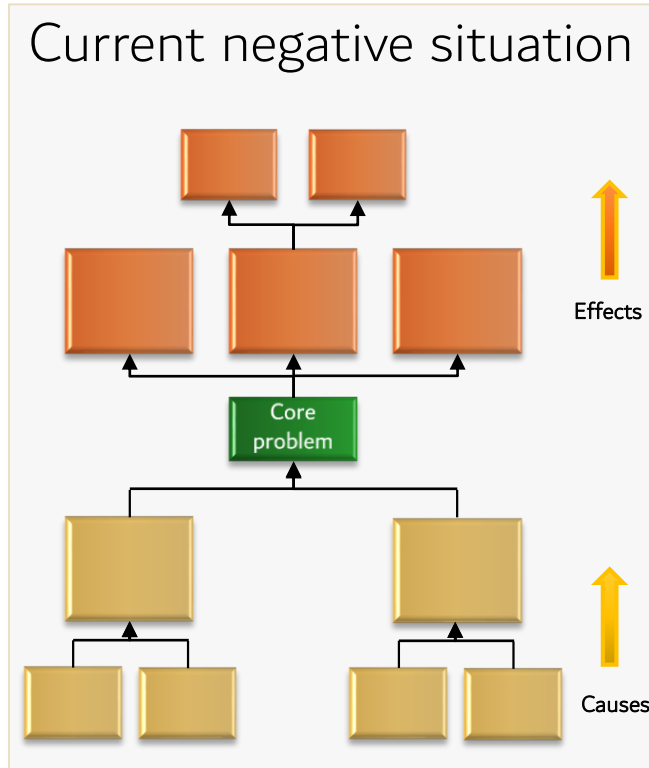 Current negative situation
Effects
Core
problem
Causes